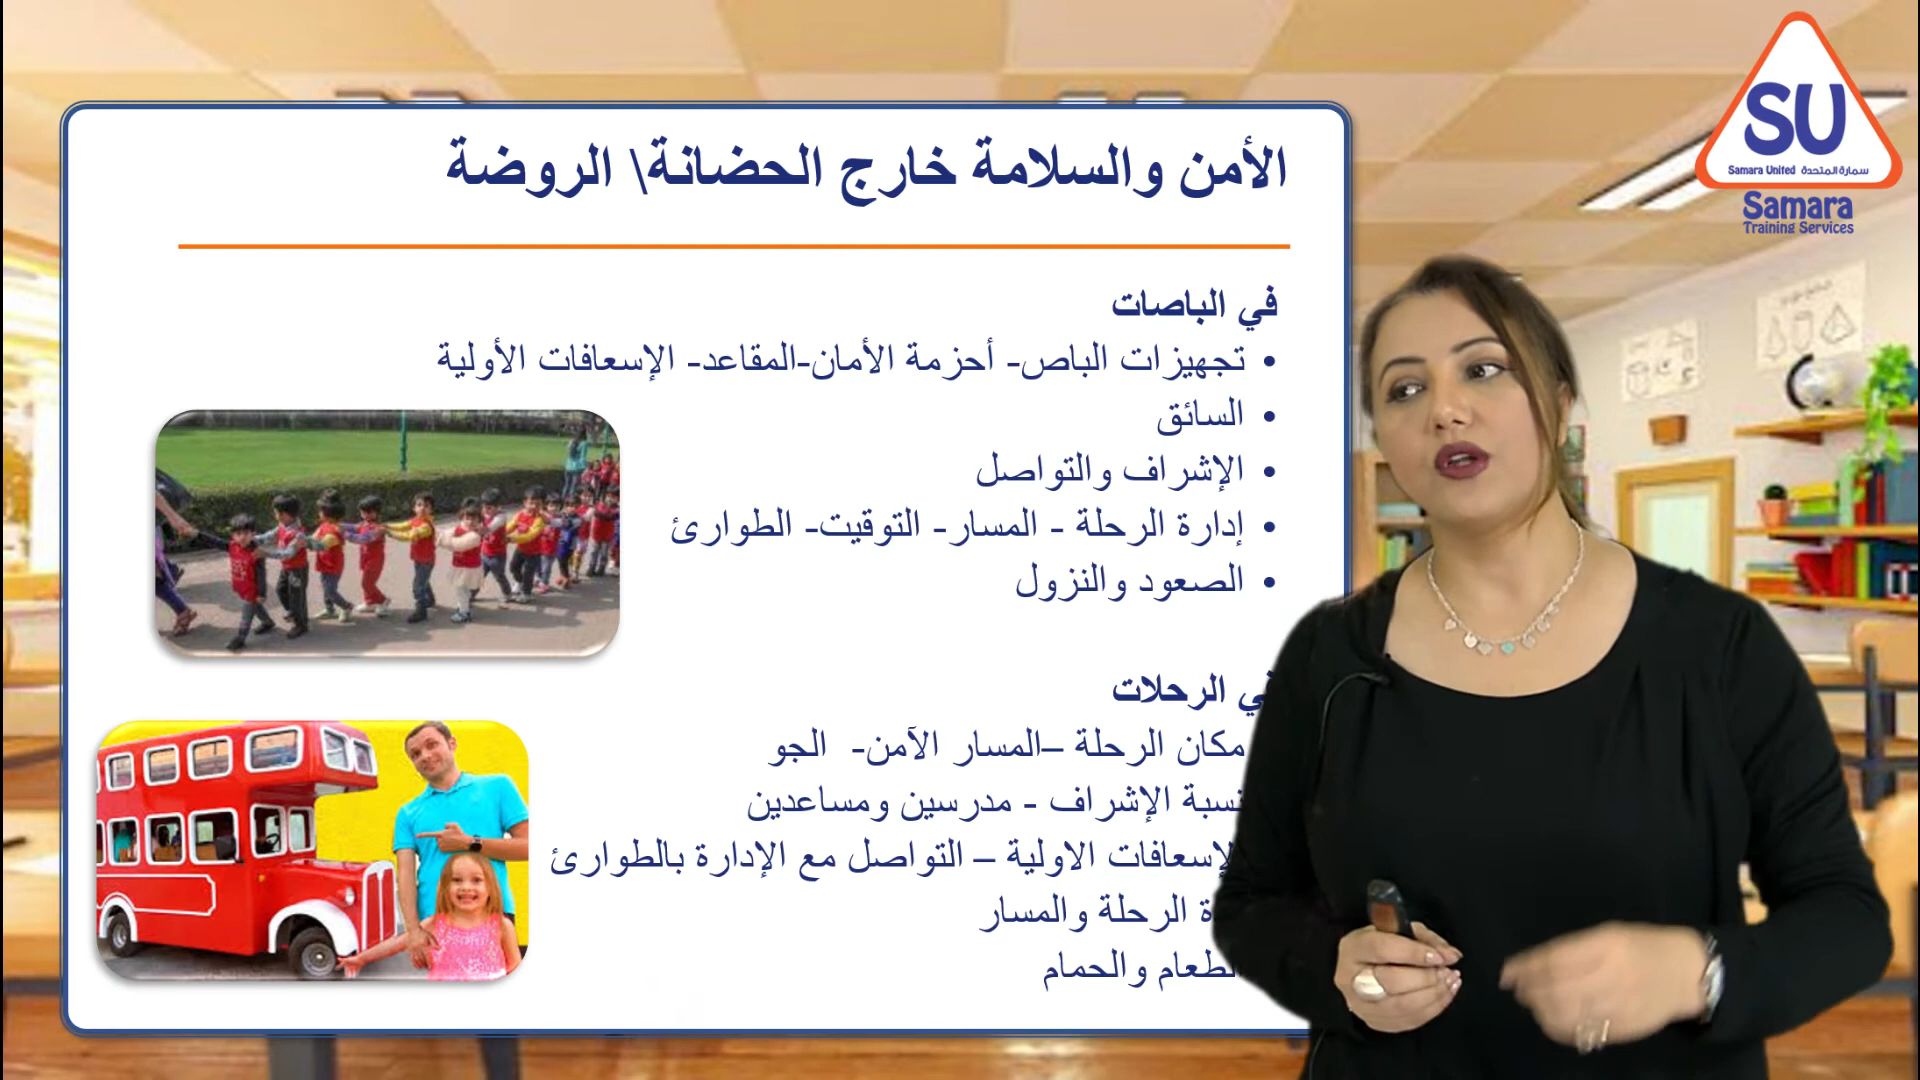 الأمن والسلامة خارج الحضانة\ الروضة
في الباصات
• تجهيزات الباص- أحزمة الأمان-المقاعد- الإسعافات الأولية
• السائق
• الإشراف والتواصل
• إدارة الرحلة - المسار- التوقيت- الطوارئ
• الصعود والنزول
في الرحلات
مكان الرحلة –المسار الآمن- الجو
نسبة الإشراف - مدرسين ومساعدين
الإسعافات الاولية – التواصل مع الإدارة بالطوارئ
الرحلة والمسار
الطعام والحمام
SU
Samara United سمارة المتحدة
Samara
Training Services